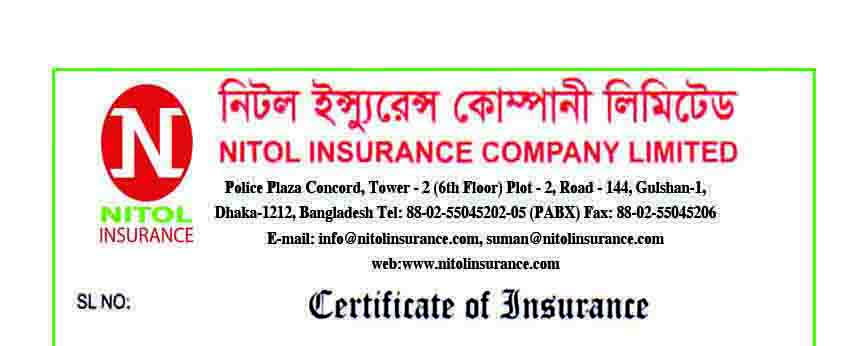 নিটল ইন্স্যুরেন্স কোম্পানী লিমিটেড
N
NITOL INSURANCE COMPANY LIMITED
Police Plaza Concord, Tower - 2 (6th Floor) Plot - 2, Road - 144, Gulshan-1,
NITOL
Dhaka-1212, Bangladesh Tel: 88-02-55045202-05 (PABX) Fax: 88-02-55045206
INSURANCE
E-mail: info@nitolinsurance.com, suman@nitolinsurance.com
web:www.nitolinsurance.com
SL NO:
Certificate of Insurance